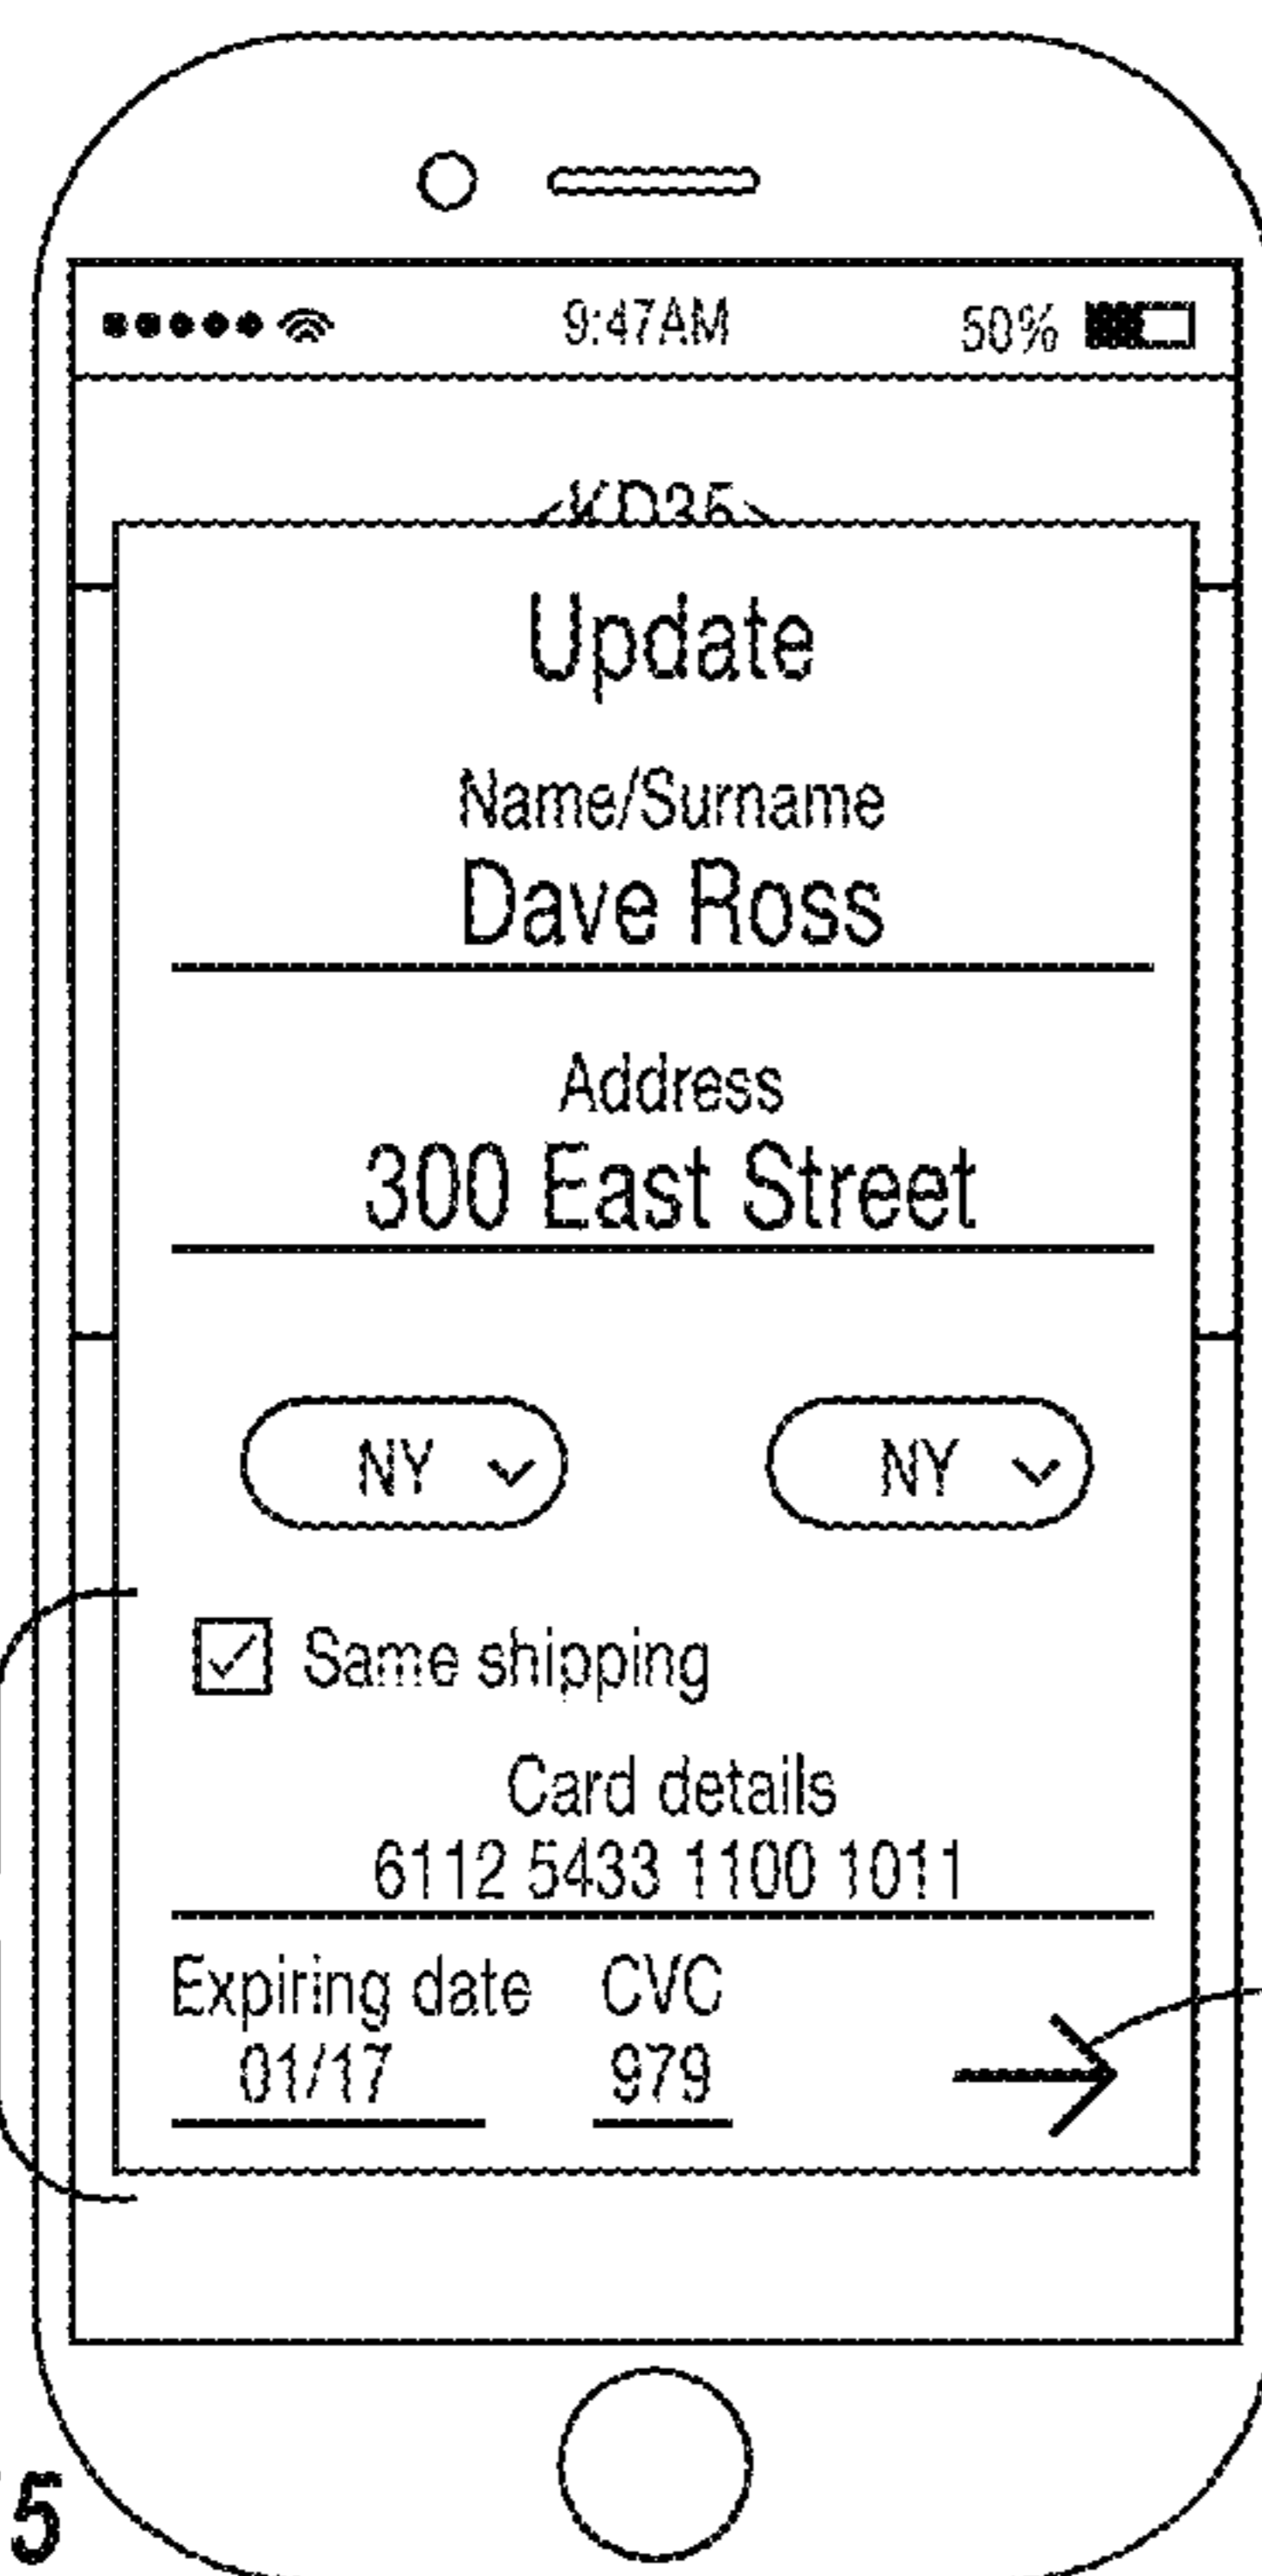 9:47AM 50%
KD35
Update
Name/Surname
Dave Ross
Address
300 East Street
NY NY
Same shipping
Card details
6112 5433 1100 1011
Expiring date CVC
01/17 979
5